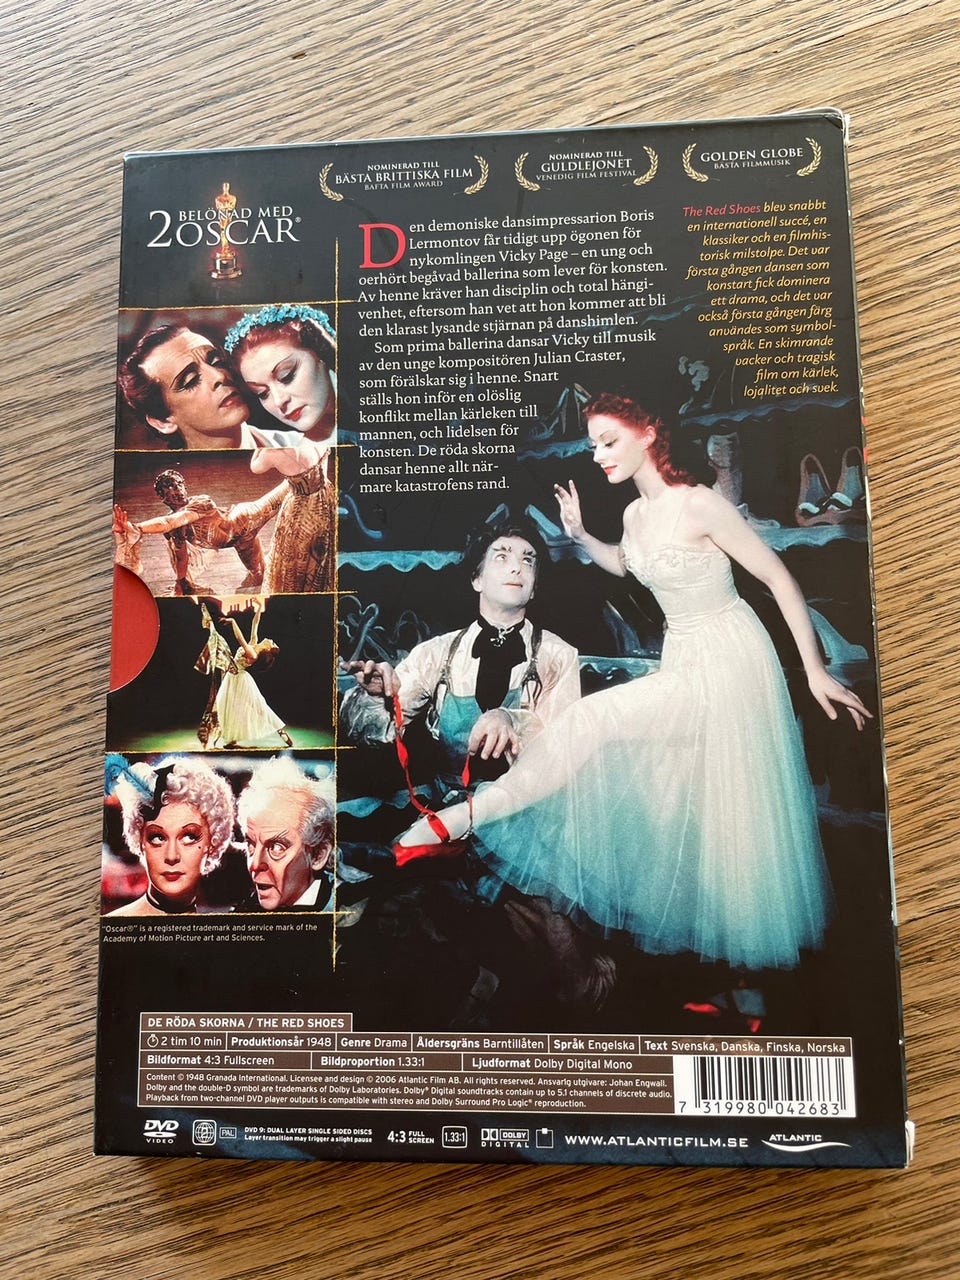 BELÖNAD MED
2 OSCAR®
NOMINERAD TILL
BÄSTA BRITTISKA FILM
BAFTA FILM AWARD
NOMINERAD TILL
GULDLEJONET
VENEDIG FILM FESTIVAL
GOLDEN GLOBE
BÄSTA FILMMUSIK
Den demoniske dansimpressarion Boris
Lermontov får tidigt upp ögonen för
nykomlingen Vicky Page – en ung och
oerhört begåvad ballerina som lever för konsten.
Av henne kräver han disciplin och total hängi-
venhet, eftersom han vet att hon kommer att bli
den klarast lysande stjärnan på danshimlen.
Som prima ballerina dansar Vicky till musik
av den unge kompositören Julian Craster,
som förälskar sig i henne. Snart
ställs hon inför en olöslig
konflikt mellan kärleken till
mannen, och lidelsen för
konsten. De röda skorna
dansar henne allt när-
mare katastrofens rand.
The Red Shoes blev snabbt
en internationell succé, en
klassiker och en filmhis-
torisk milstolpe. Det var
första gången dansen som
konstart fick dominera
ett drama, och det var
också första gången färg
användes som symbol-
språk. En skimrande
vacker och tragisk
film om kärlek,
lojalitet och svek.
"Oscar®" is a registered trademark and service mark of the
Academy of Motion Picture art and Sciences.
DE RÖDA SKORNA / THE RED SHOES
2 tim 10 min Produktionsår 1948 Genre Drama Åldersgräns Barntillåten Språk Engelska Text Svenska, Danska, Finska, Norska
Bildformat 4:3 Fullscreen Bildproportion 1.33:1 Ljudformat Dolby Digital Mono
Content © 1948 Granada International. Licensee and design © 2006 Atlantic Film AB. All rights reserved. Ansvarig utgivare: Johan Engwall.
Dolby and the double-D symbol are trademarks of Dolby Laboratories. Dolby® Digital soundtracks contain up to 5.1 channels of discrete audio.
Playback from two-channel DVD player outputs is compatible with stereo and Dolby Surround Pro Logic® reproduction.
7 319980 042683
DVD VIDEO
2 PAL
DVD 9: DUAL LAYER SINGLE SIDED DISCS
Layer transition may trigger a slight pause
4:3 FULL SCREEN
1.33:1
DOLBY DIGITAL
WWW.ATLANTICFILM.SE
ATLANTIC